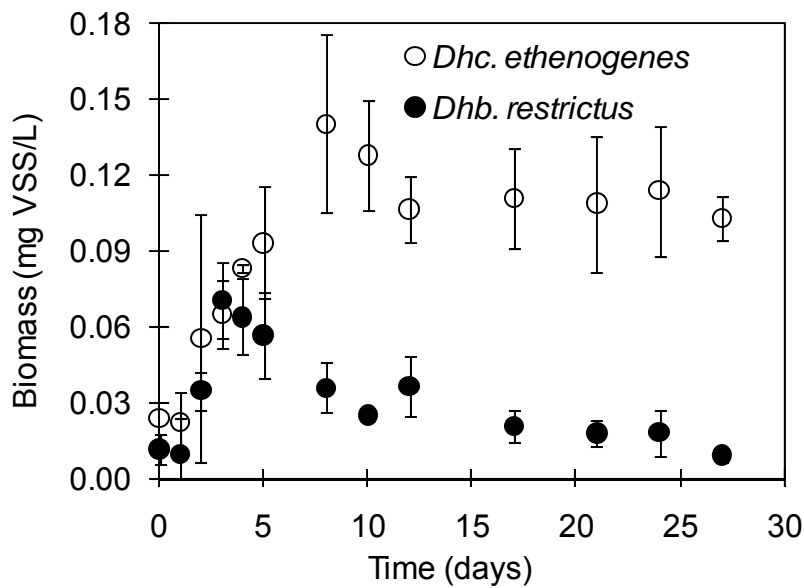 0.18
0.15
0.12
0.09
0.06
0.03
0.00
Biomass (mg VSS/L)
Dhc. ethenogenes
Dhb. restrictus
0 5 10 15 20 25 30
Time (days)